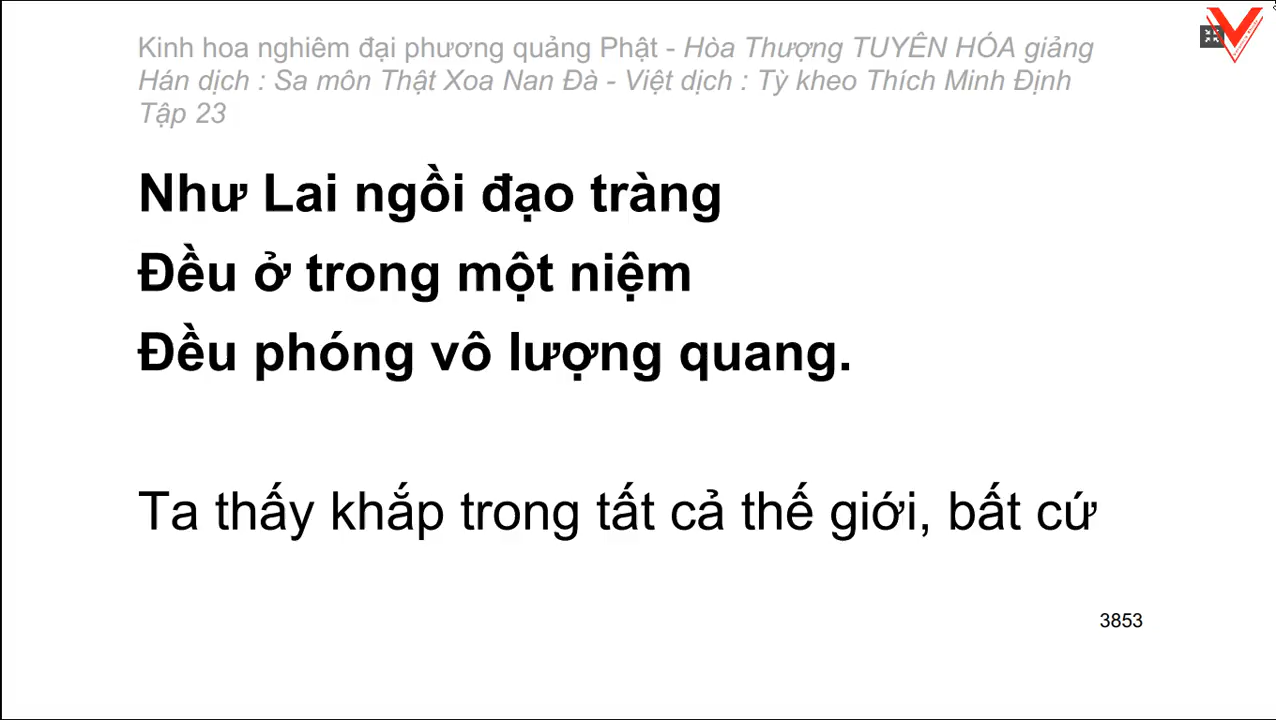 Kinh hoa nghiêm đại phương quảng Phật - Hòa Thượng TUYÊN HÓA giảng
Hán dịch : Sa môn Thật Xoa Nan Đà - Việt dịch : Tỳ kheo Thích Minh Định
Tập 23
Như Lai ngồi đạo tràng
Đều ở trong một niệm
Đều phóng vô lượng quang.
Ta thấy khắp trong tất cả thế giới, bất cứ
3853